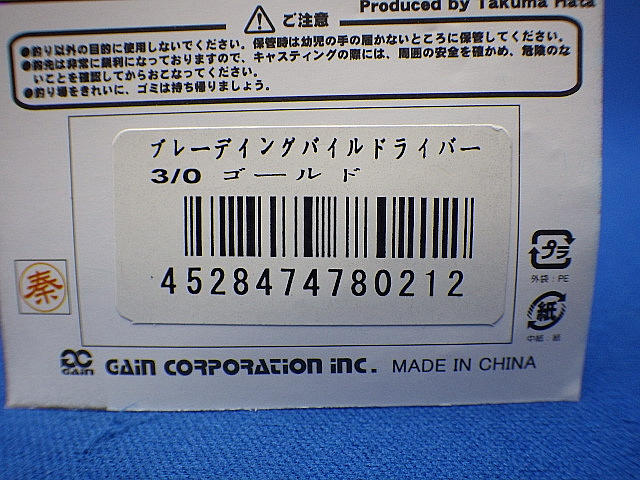 Produced by Takuma Hata
ご注意
●釣り以外の目的に使用しないでください。保管時は幼児の手の届かないところに保管してください。
●釣先は非常に鋭利になっておりますので、キャスティングの際には、周囲の安全を確かめ、危険のな
いことを確認してからおこなってください。
●釣り場をきれいに、ゴミは持ち帰りましょう。
ブレーディングバイルドライバー
3/0 ゴールド
4528474780212
プラ
外袋:PE
紙
中紙:紙
秦
GAIN
GAIN CORPORATION INC.
MADE IN CHINA